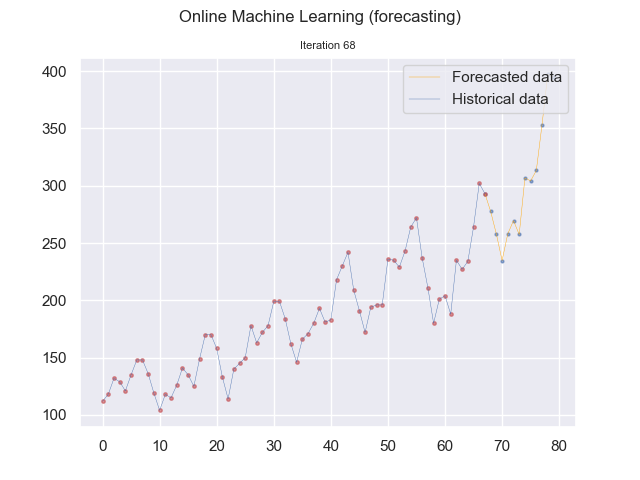 Online Machine Learning (forecasting)
Iteration 68
Forecasted data
Historical data
400
350
300
250
200
150
100
0 10 20 30 40 50 60 70 80